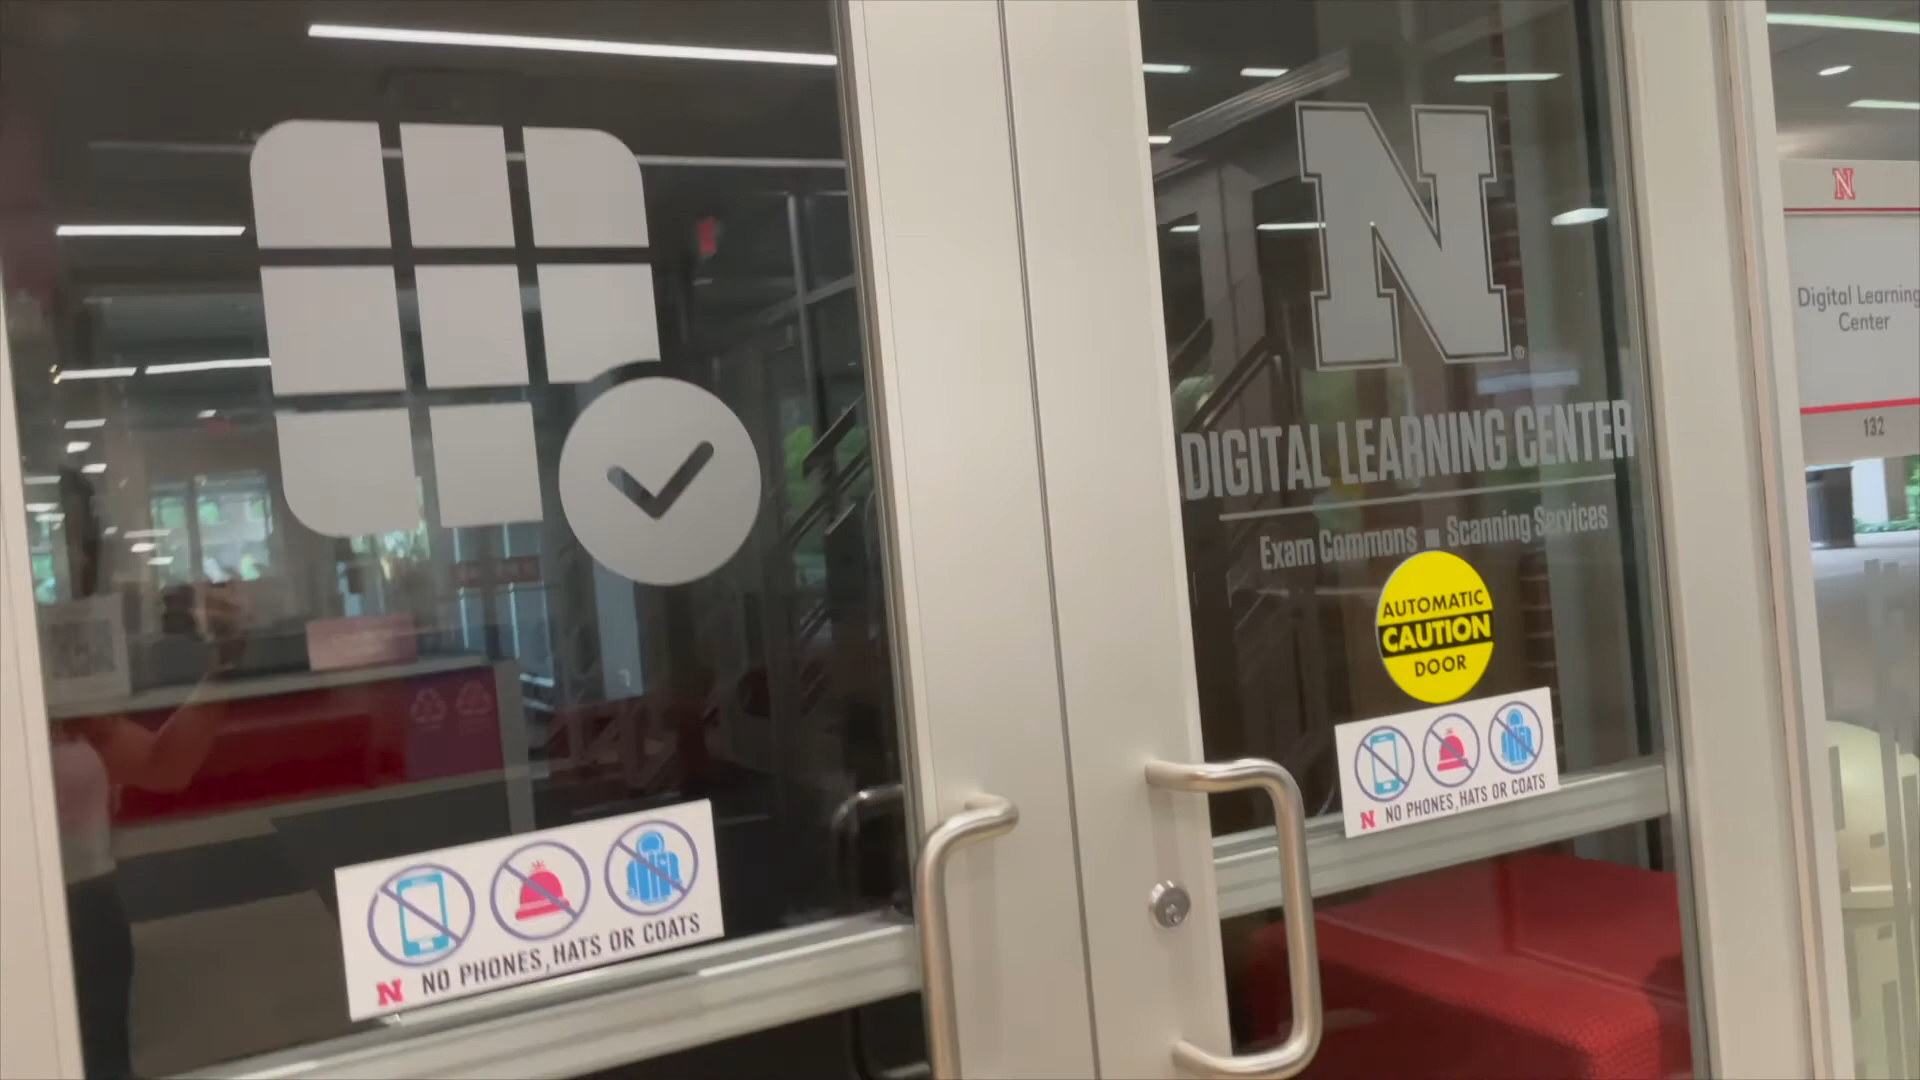 N
DIGITAL LEARNING CENTER
Exam Commons ■ Scanning Services
AUTOMATIC
CAUTION
DOOR
NO PHONES, HATS OR COATS
N NO PHONES, HATS OR COATS
N
N
Digital Learning
Center
132